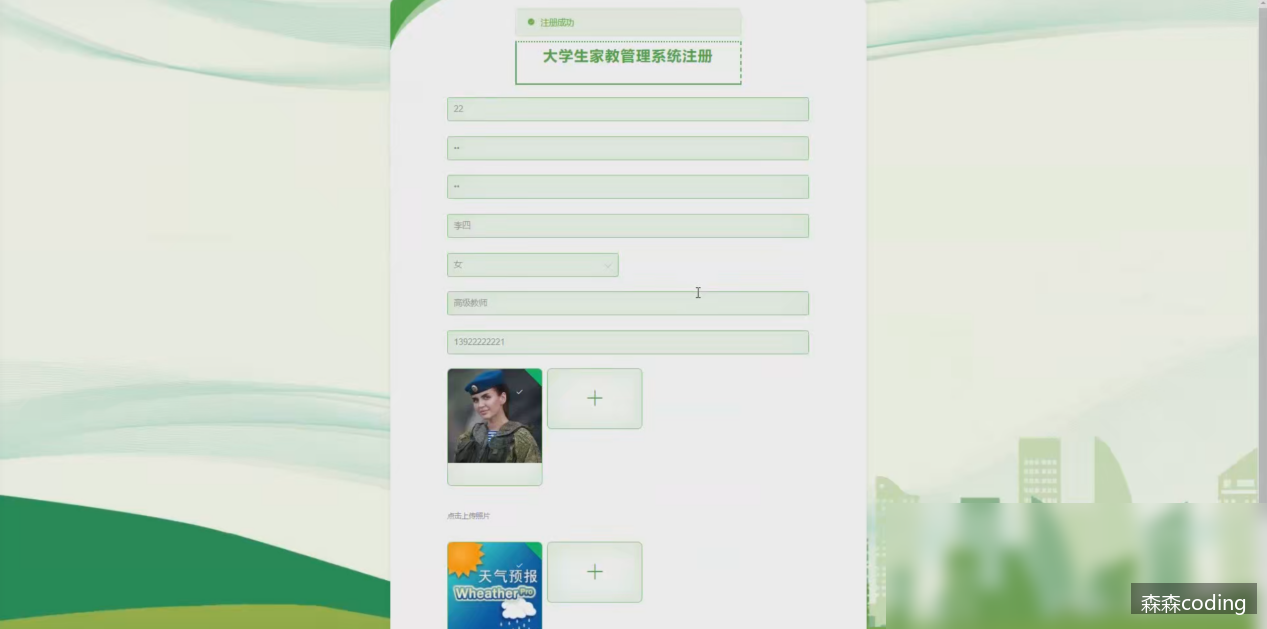 注册成功
大学生家教管理系统注册
22
••
••
李四
女
高级教师
13922222221
点击上传照片
天气预报
Wheather Pro
森森coding